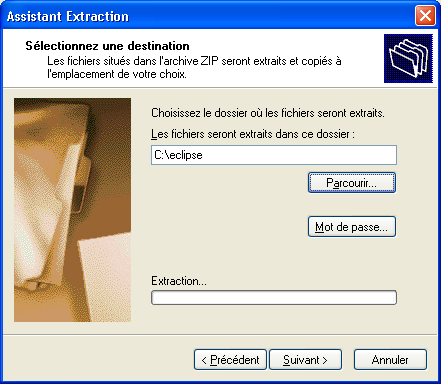 Assistant Extraction
Sélectionnez une destination
Les fichiers situés dans l'archive ZIP seront extraits et copiés à
l'emplacement de votre choix.
Choisissez le dossier où les fichiers seront extraits.
Les fichiers seront extraits dans ce dossier :
C:\eclipse
Parcourir...
Mot de passe...
Extraction...
< Précédent
Suivant >
Annuler